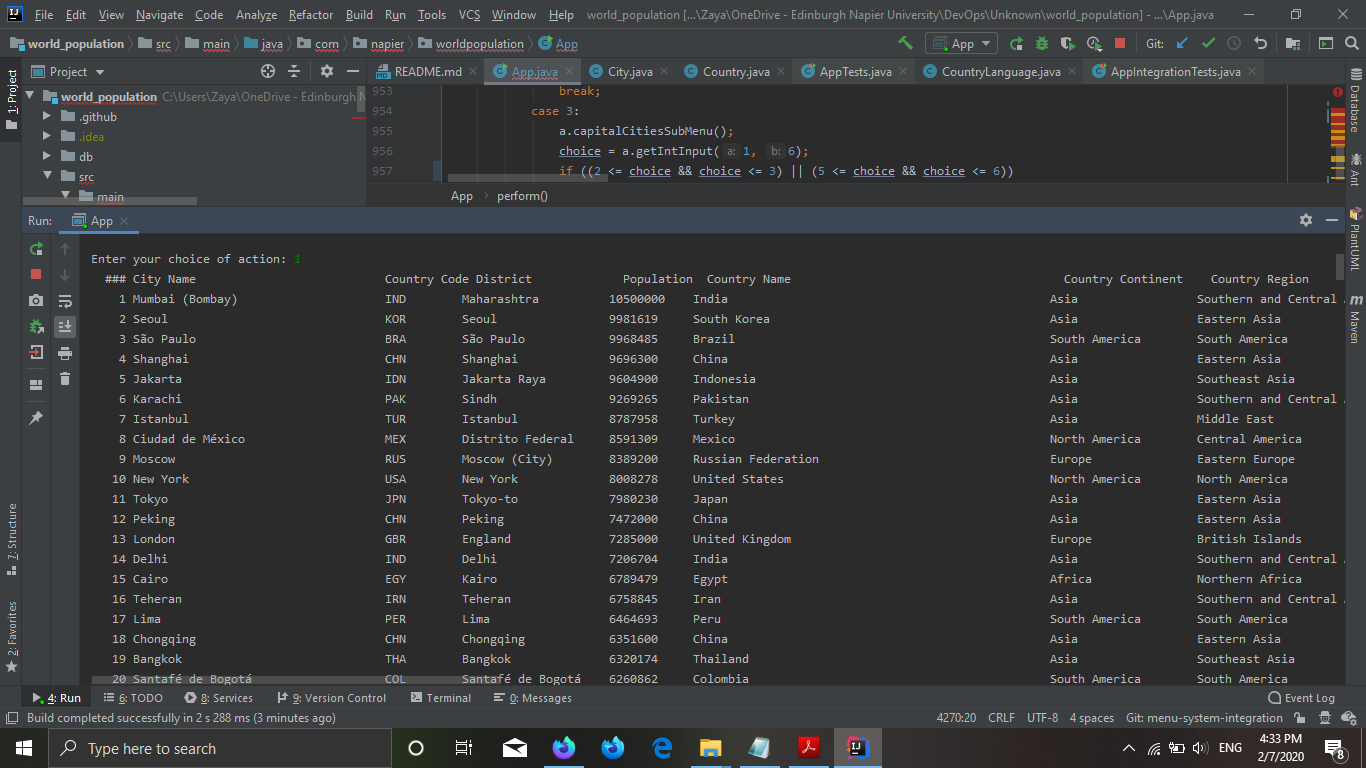 File Edit View Navigate Code Analyze Refactor Build Run Tools VCS Window Help world_population [...\Zaya\OneDrive - Edinburgh Napier University\DevOps\Unknown\world_population] - ...\App.java
world_population src main java com napier worldpopulation App App Git:
1: Project Project README.md App.java City.java Country.java AppTests.java CountryLanguage.java AppIntegrationTests.java Database
world_population C:\Users\Zaya\OneDrive - Edinburgh N
.github
.idea
db
src
main
953 break;
954 case 3:
955 a.capitalCitiesSubMenu();
956 choice = a.getIntInput( a: 1, b: 6);
957 if ((2 <= choice && choice <= 3) || (5 <= choice && choice <= 6))
App perform()
Ant
PlantUML
m Maven
Run: App
Enter your choice of action: 1
### City Name Country Code District Population Country Name Country Continent Country Region
1 Mumbai (Bombay) IND Maharashtra 10500000 India Asia Southern and Central
2 Seoul KOR Seoul 9981619 South Korea Asia Eastern Asia
3 São Paulo BRA São Paulo 9968485 Brazil South America South America
4 Shanghai CHN Shanghai 9696300 China Asia Eastern Asia
5 Jakarta IDN Jakarta Raya 9604900 Indonesia Asia Southeast Asia
6 Karachi PAK Sindh 9269265 Pakistan Asia Southern and Central
7 Istanbul TUR Istanbul 8787958 Turkey Asia Middle East
8 Ciudad de México MEX Distrito Federal 8591309 Mexico North America Central America
9 Moscow RUS Moscow (City) 8389200 Russian Federation Europe Eastern Europe
10 New York USA New York 8008278 United States North America North America
11 Tokyo JPN Tokyo-to 7980230 Japan Asia Eastern Asia
12 Peking CHN Peking 7472000 China Asia Eastern Asia
13 London GBR England 7285000 United Kingdom Europe British Islands
14 Delhi IND Delhi 7206704 India Asia Southern and Central
15 Cairo EGY Kairo 6789479 Egypt Africa Northern Africa
16 Teheran IRN Teheran 6758845 Iran Asia Southern and Central
17 Lima PER Lima 6464693 Peru South America South America
18 Chongqing CHN Chongqing 6351600 China Asia Eastern Asia
19 Bangkok THA Bangkok 6320174 Thailand Asia Southeast Asia
20 Santafé de Bogotá COL Santafé de Bogotá 6260862 Colombia South America South America
7: Structure
2: Favorites
4: Run 6: TODO 8: Services 9: Version Control Terminal 0: Messages Event Log
Build completed successfully in 2 s 288 ms (3 minutes ago) 4270:20 CRLF UTF-8 4 spaces Git: menu-system-integration
Type here to search ENG 4:33 PM
2/7/2020 8